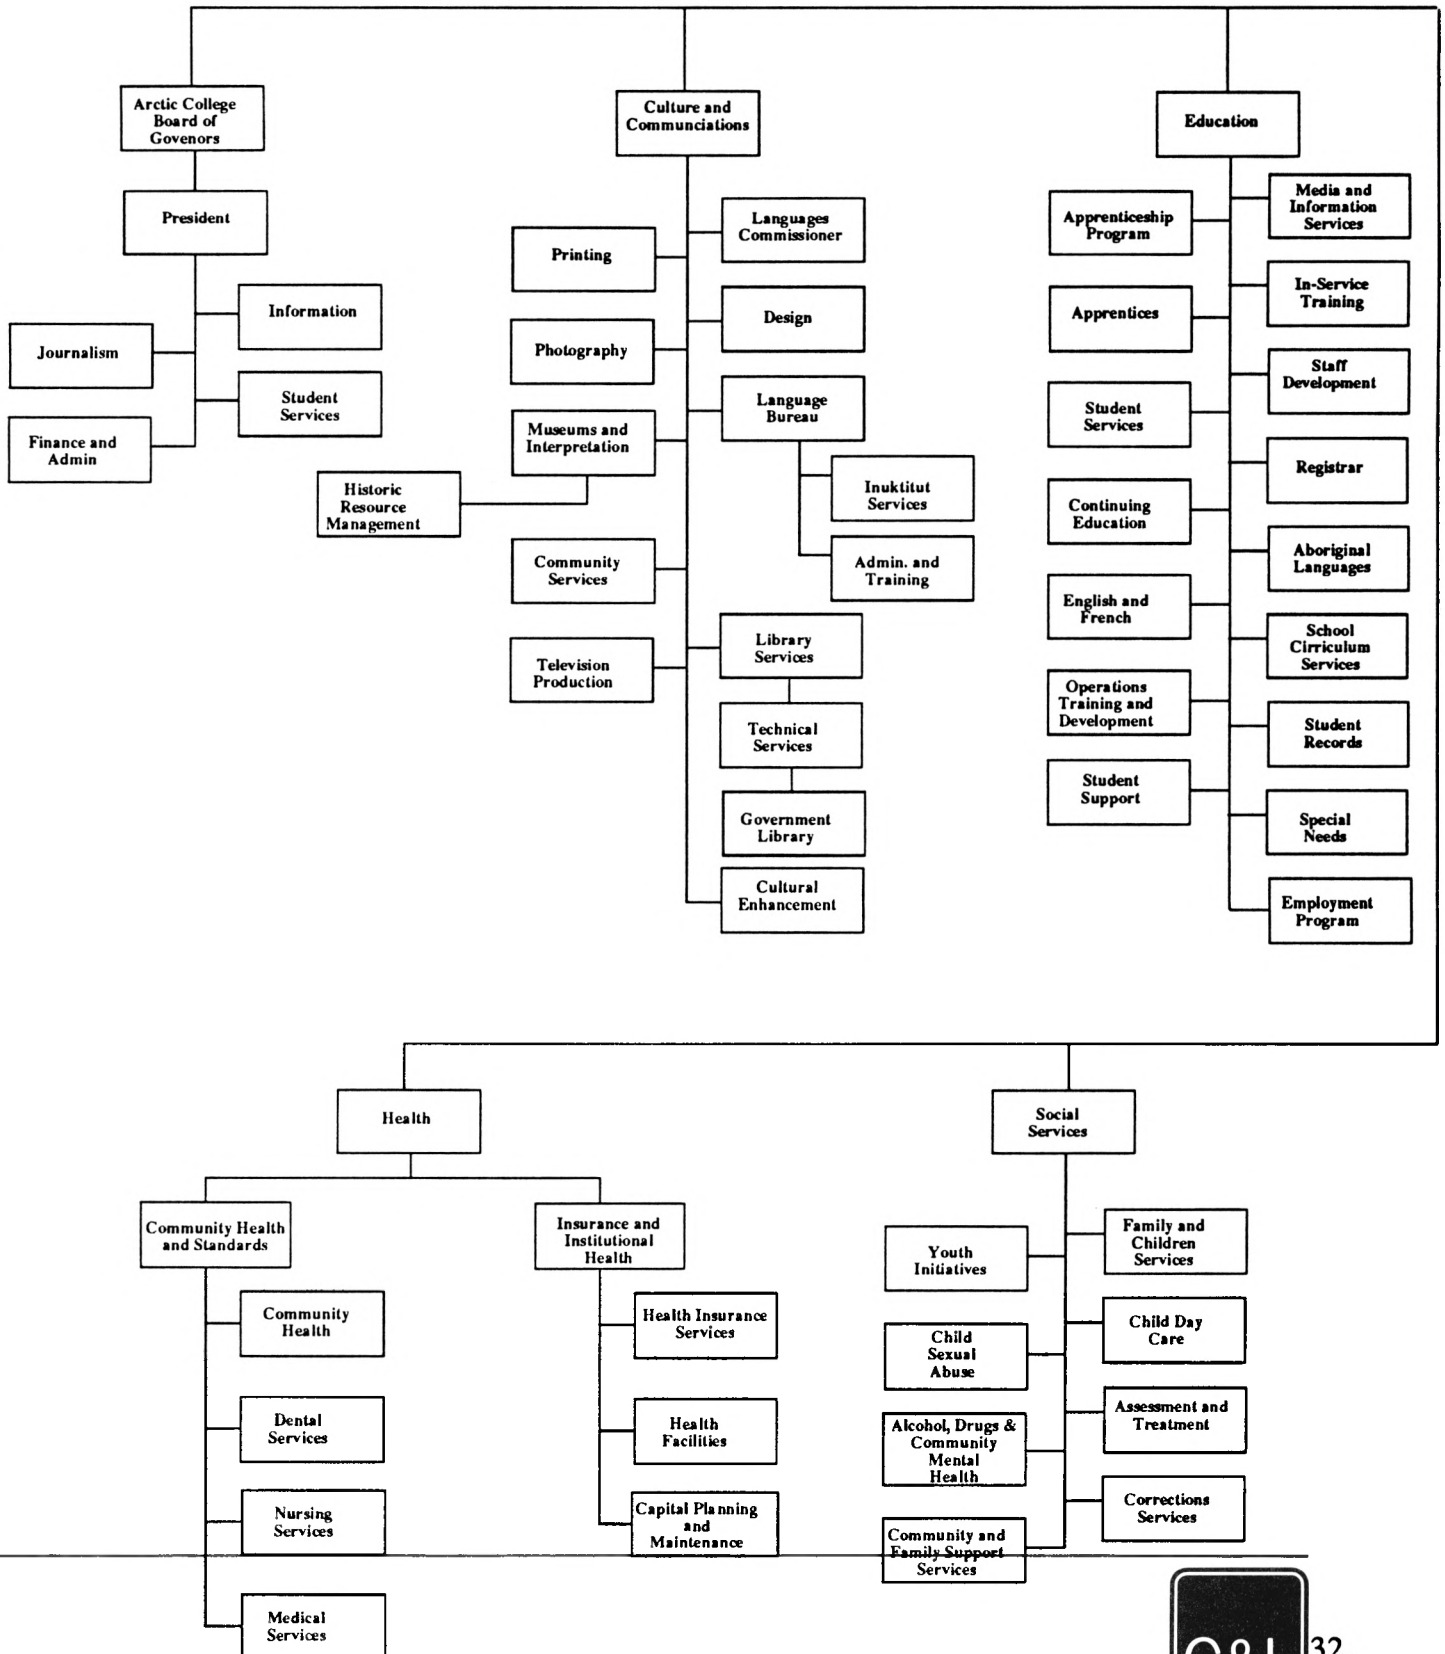 Arctic College
Board of
Govenors
President
Information
Journalism
Student
Services
Finance and
Admin
Culture and
Communciations
Languages
Commissioner
Printing
Design
Photography
Language
Bureau
Museums and
Interpretation
Historic
Resource
Management
Inuktitut
Services
Admin. and
Training
Community
Services
Library
Services
Television
Production
Technical
Services
Government
Library
Cultural
Enhancement
Education
Media and
Information
Services
Apprenticeship
Program
In-Service
Training
Apprentices
Staff
Development
Student
Services
Registrar
Continuing
Education
Aboriginal
Languages
English and
French
School
Cirriculum
Services
Operations
Training and
Development
Student
Records
Student
Support
Special
Needs
Employment
Program
Health
Community Health
and Standards
Community
Health
Dental
Services
Nursing
Services
Medical
Services
Insurance and
Institutional
Health
Health Insurance
Services
Health
Facilities
Capital Planning
and
Maintenance
Social
Services
Family and
Children
Services
Youth
Initiatives
Child Day
Care
Child
Sexual
Abuse
Assessment and
Treatment
Alcohol, Drugs &
Community
Mental
Health
Corrections
Services
Community and
Family Support
Services
32